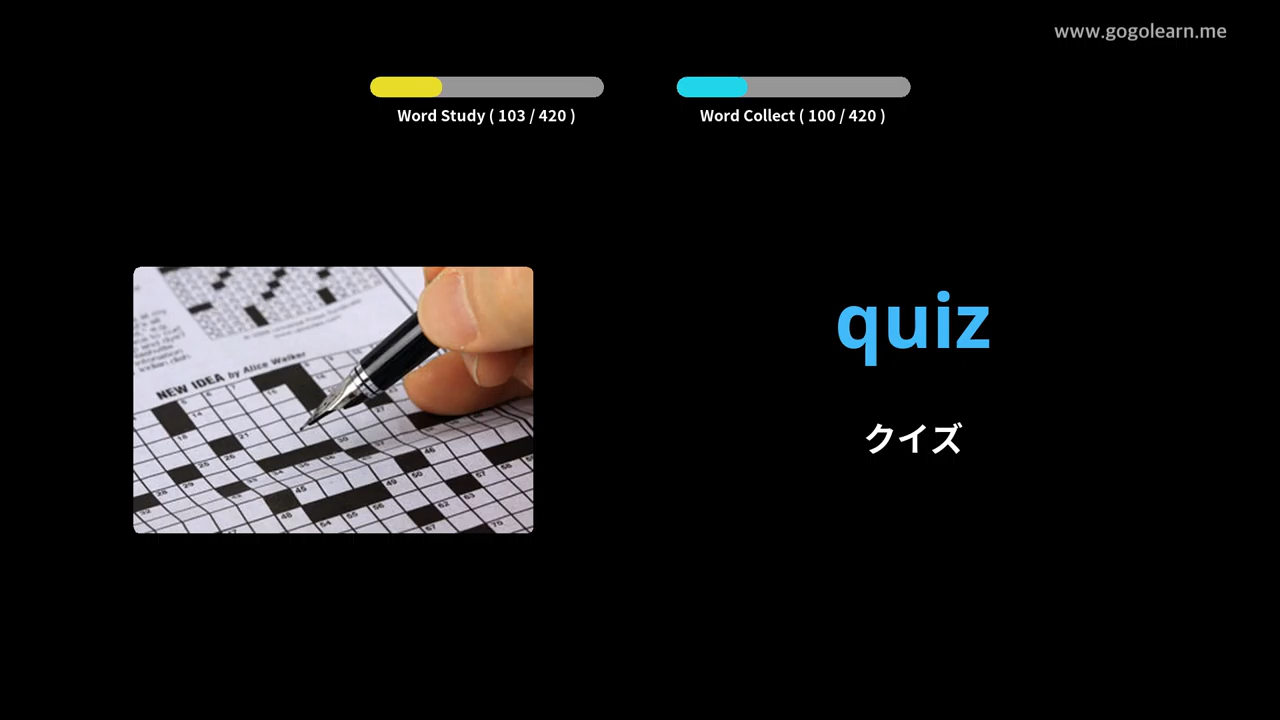 www.gogolearn.me
Word Study ( 103 / 420 )
Word Collect ( 100 / 420 )
NEW IDEA by Alice Walker
quiz
クイズ